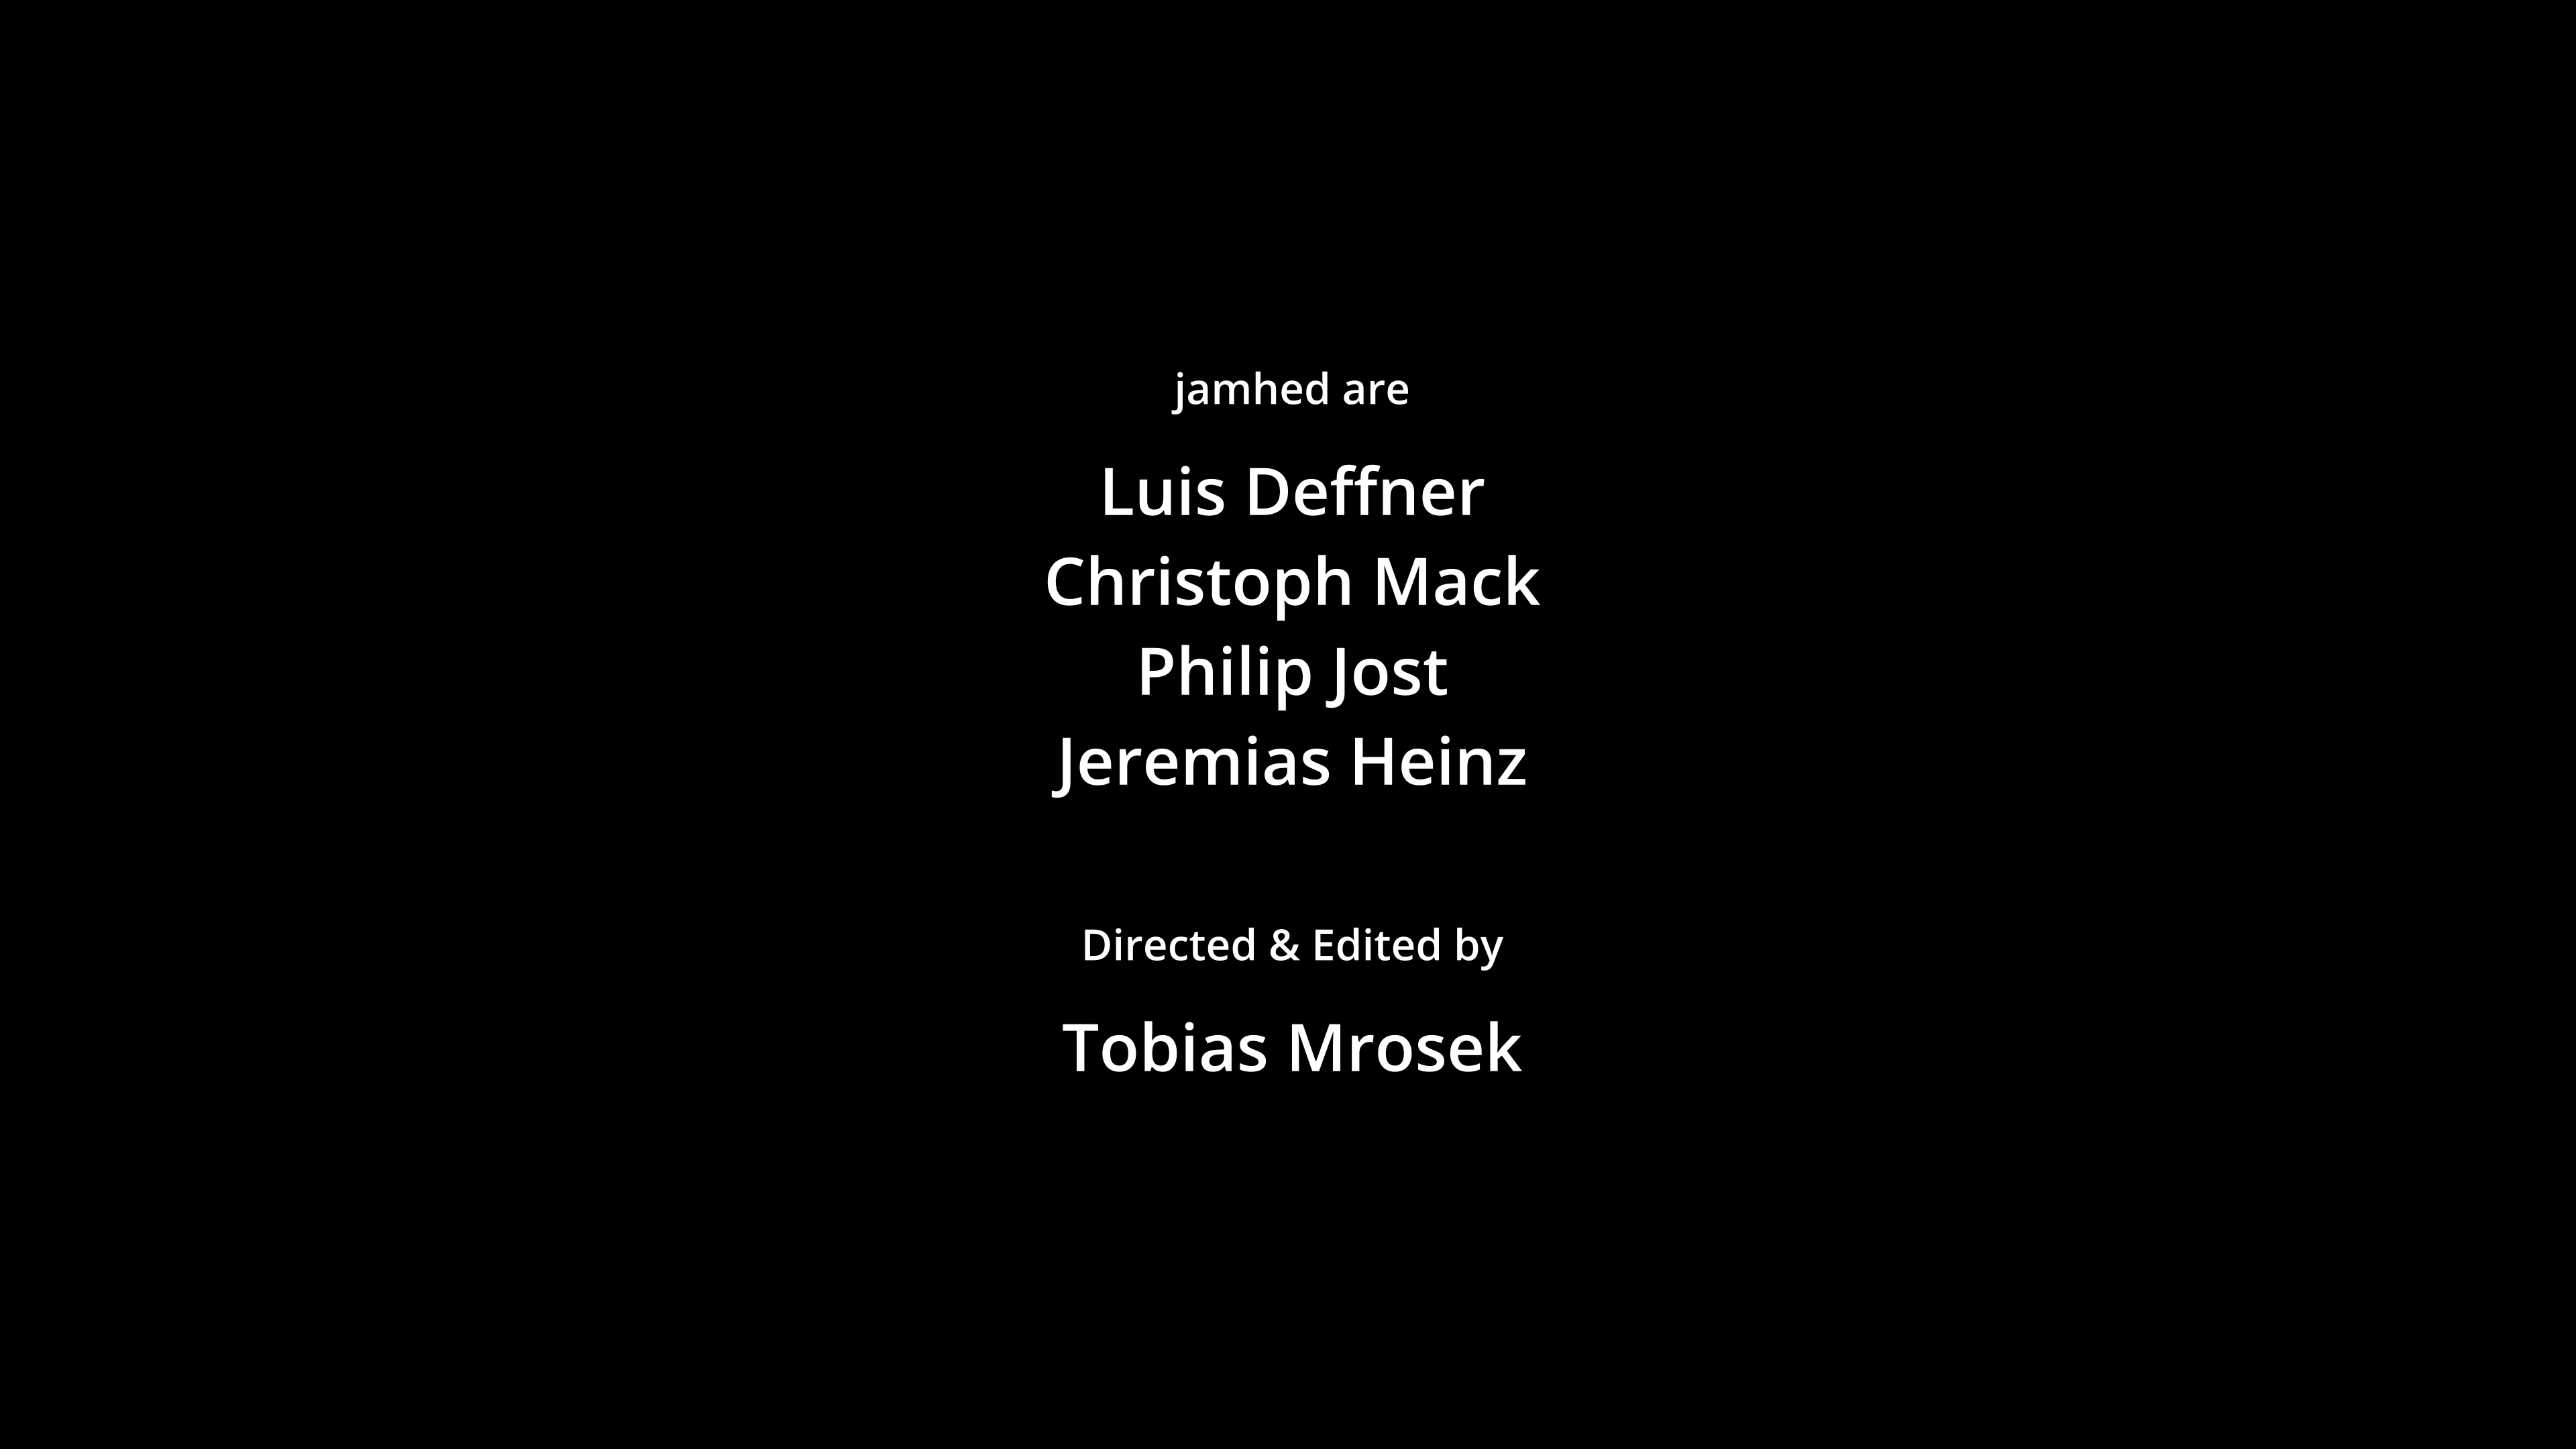 jamhed are
Luis Deffner
Christoph Mack
Philip Jost
Jeremias Heinz
Directed & Edited by
Tobias Mrosek